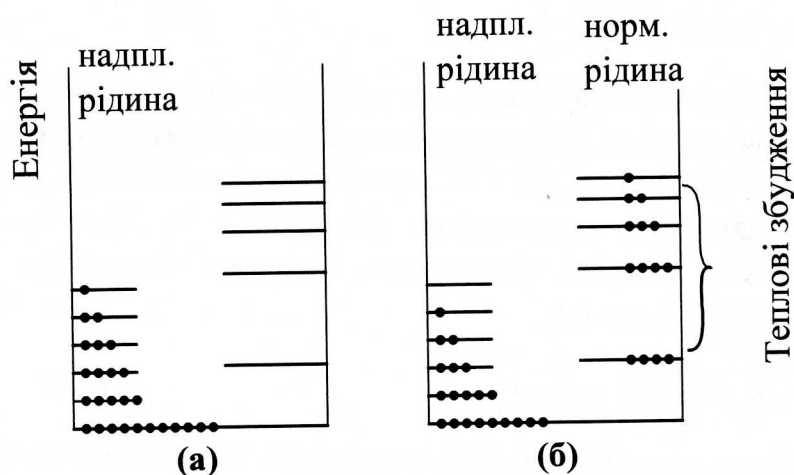 надпл.
рідина
Енергія
(а)
надпл.
рідина
норм.
рідина
Теплові збудження
(б)